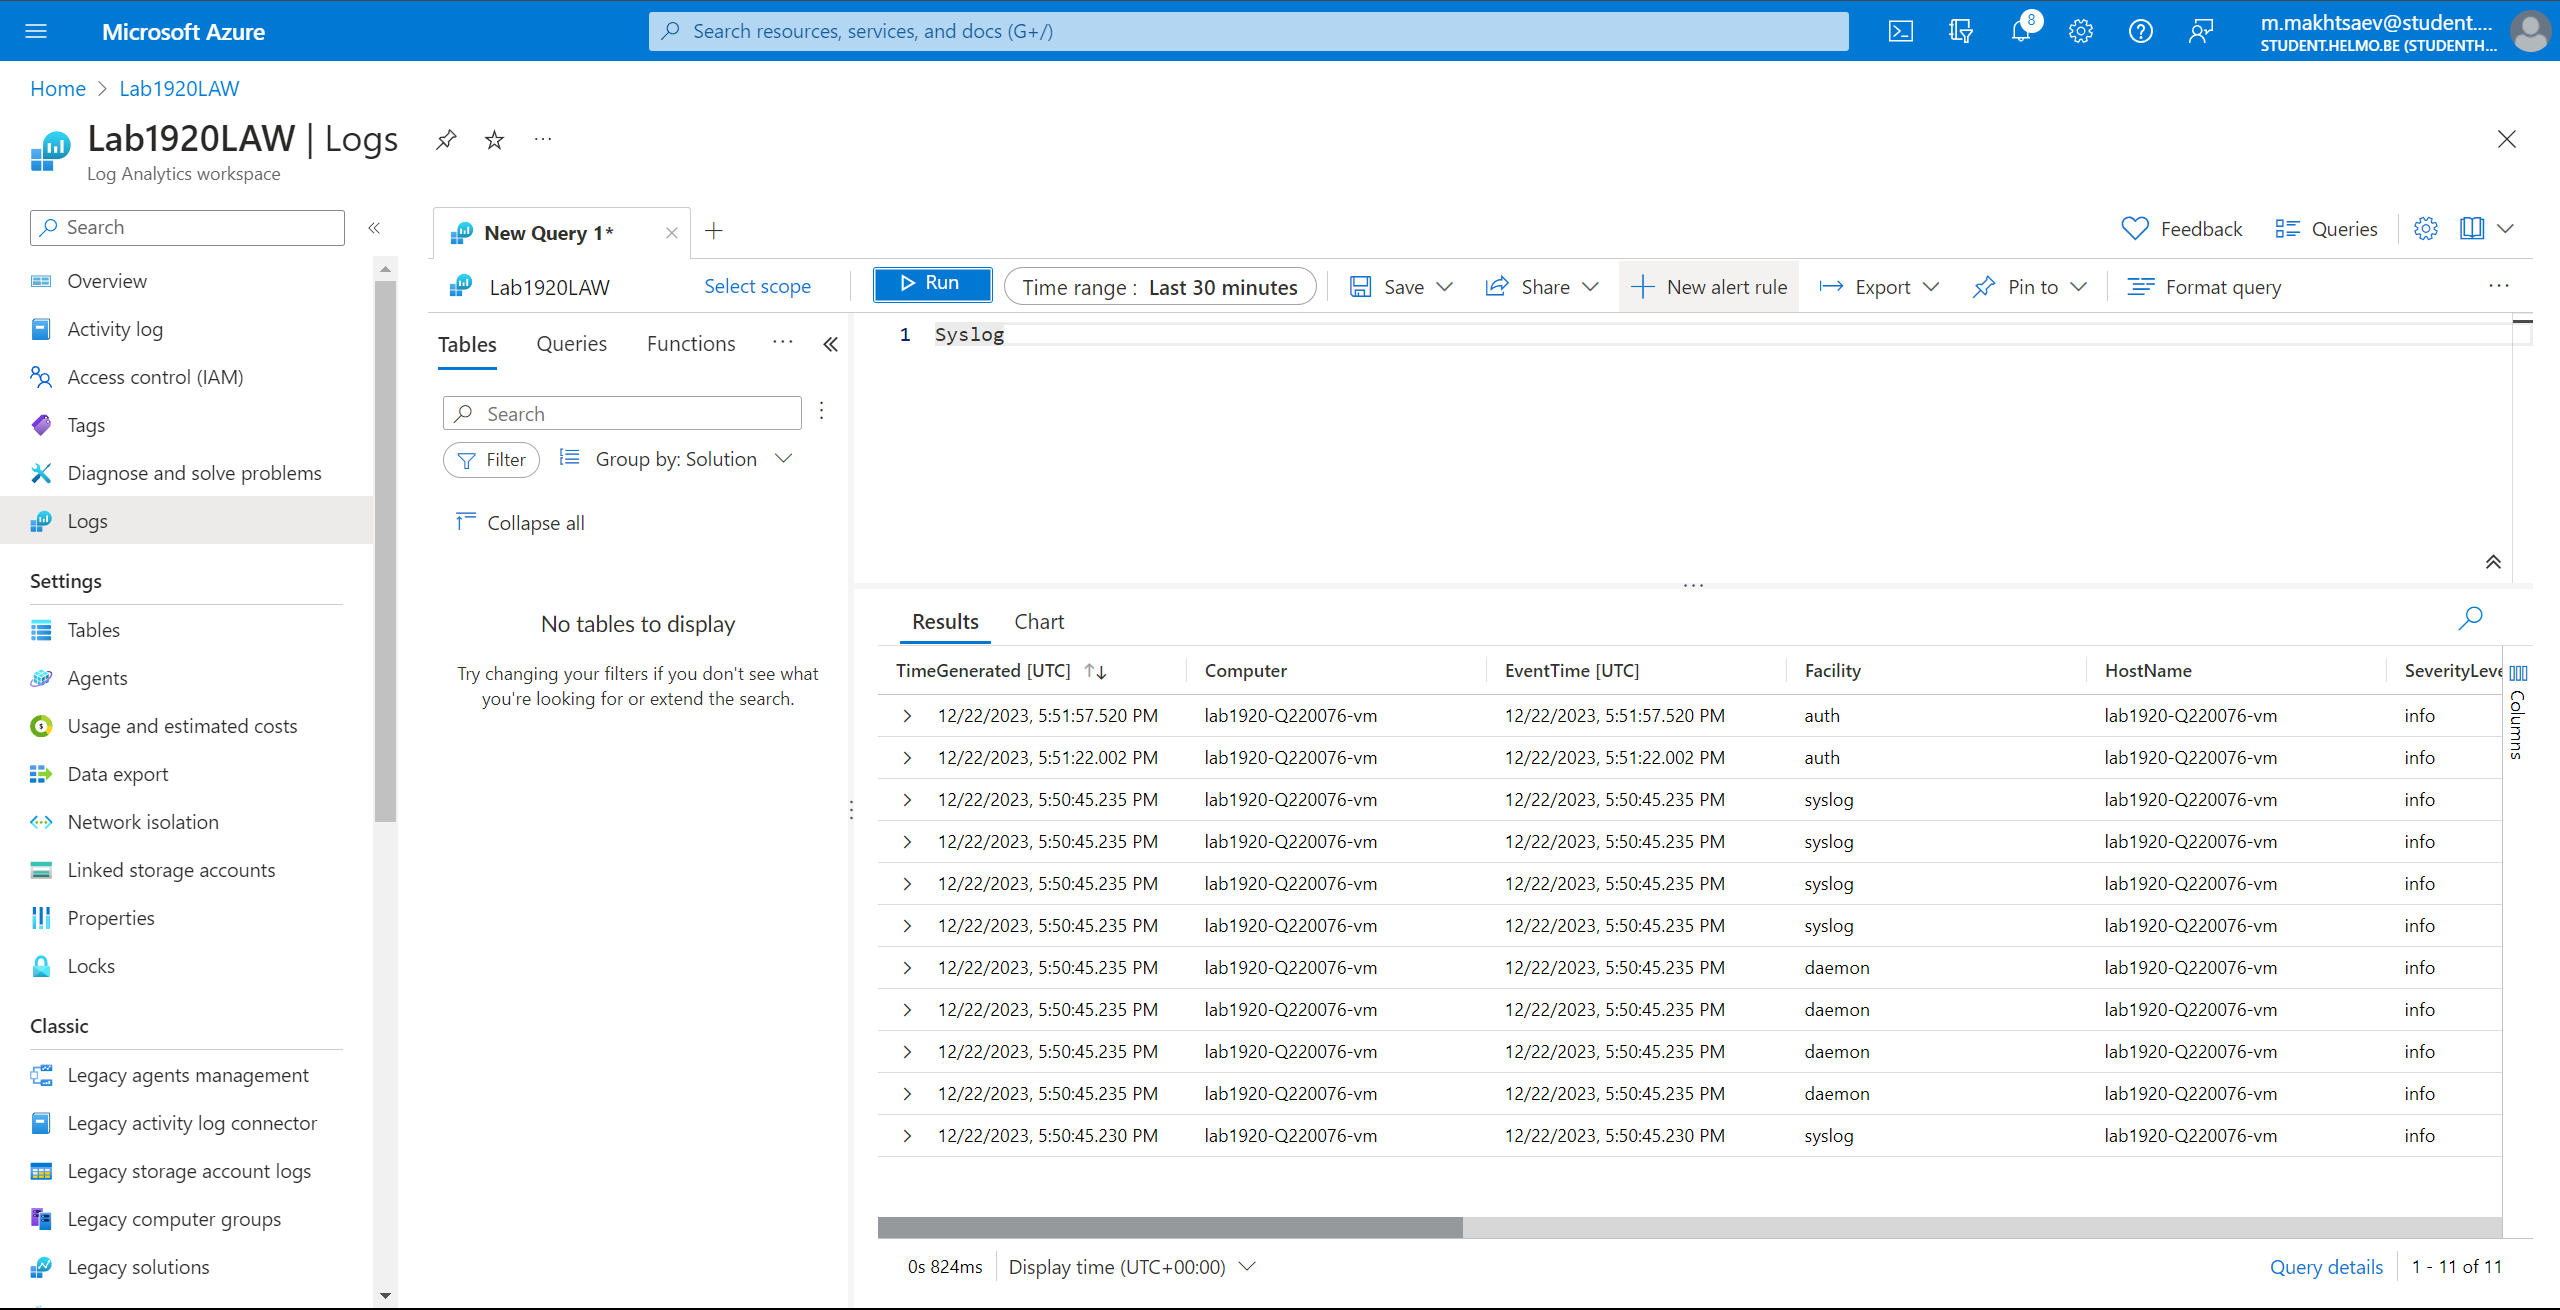 Microsoft Azure
Search resources, services, and docs (G+/)
8
m.makhtsaev@student....
STUDENT.HELMO.BE (STUDENTH...
Home > Lab1920LAW
Lab1920LAW | Logs
Log Analytics workspace
Search
Overview
Activity log
Access control (IAM)
Tags
Diagnose and solve problems
Logs
Settings
Tables
Agents
Usage and estimated costs
Data export
Network isolation
Linked storage accounts
Properties
Locks
Classic
Legacy agents management
Legacy activity log connector
Legacy storage account logs
Legacy computer groups
Legacy solutions
New Query 1*
Feedback Queries
Lab1920LAW Select scope Run Time range : Last 30 minutes Save Share New alert rule Export Pin to Format query
Tables Queries Functions
Search
Filter Group by: Solution
Collapse all
No tables to display
Try changing your filters if you don't see what
you're looking for or extend the search.
1 Syslog
Results Chart
TimeGenerated [UTC] Computer EventTime [UTC] Facility HostName SeverityLeve
12/22/2023, 5:51:57.520 PM lab1920-Q220076-vm 12/22/2023, 5:51:57.520 PM auth lab1920-Q220076-vm info
12/22/2023, 5:51:22.002 PM lab1920-Q220076-vm 12/22/2023, 5:51:22.002 PM auth lab1920-Q220076-vm info
12/22/2023, 5:50:45.235 PM lab1920-Q220076-vm 12/22/2023, 5:50:45.235 PM syslog lab1920-Q220076-vm info
12/22/2023, 5:50:45.235 PM lab1920-Q220076-vm 12/22/2023, 5:50:45.235 PM syslog lab1920-Q220076-vm info
12/22/2023, 5:50:45.235 PM lab1920-Q220076-vm 12/22/2023, 5:50:45.235 PM syslog lab1920-Q220076-vm info
12/22/2023, 5:50:45.235 PM lab1920-Q220076-vm 12/22/2023, 5:50:45.235 PM syslog lab1920-Q220076-vm info
12/22/2023, 5:50:45.235 PM lab1920-Q220076-vm 12/22/2023, 5:50:45.235 PM daemon lab1920-Q220076-vm info
12/22/2023, 5:50:45.235 PM lab1920-Q220076-vm 12/22/2023, 5:50:45.235 PM daemon lab1920-Q220076-vm info
12/22/2023, 5:50:45.235 PM lab1920-Q220076-vm 12/22/2023, 5:50:45.235 PM daemon lab1920-Q220076-vm info
12/22/2023, 5:50:45.235 PM lab1920-Q220076-vm 12/22/2023, 5:50:45.235 PM daemon lab1920-Q220076-vm info
12/22/2023, 5:50:45.230 PM lab1920-Q220076-vm 12/22/2023, 5:50:45.230 PM syslog lab1920-Q220076-vm info
Columns
0s 824ms Display time (UTC+00:00) Query details 1 - 11 of 11